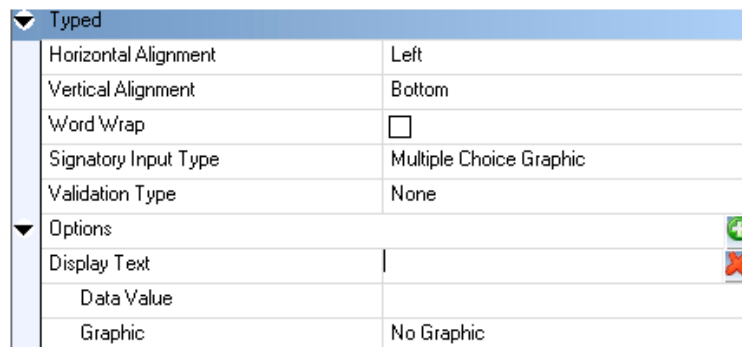 Typed
Horizontal Alignment Left
Vertical Alignment Bottom
Word Wrap
Signatory Input Type Multiple Choice Graphic
Validation Type None
Options
Display Text
Data Value
Graphic No Graphic